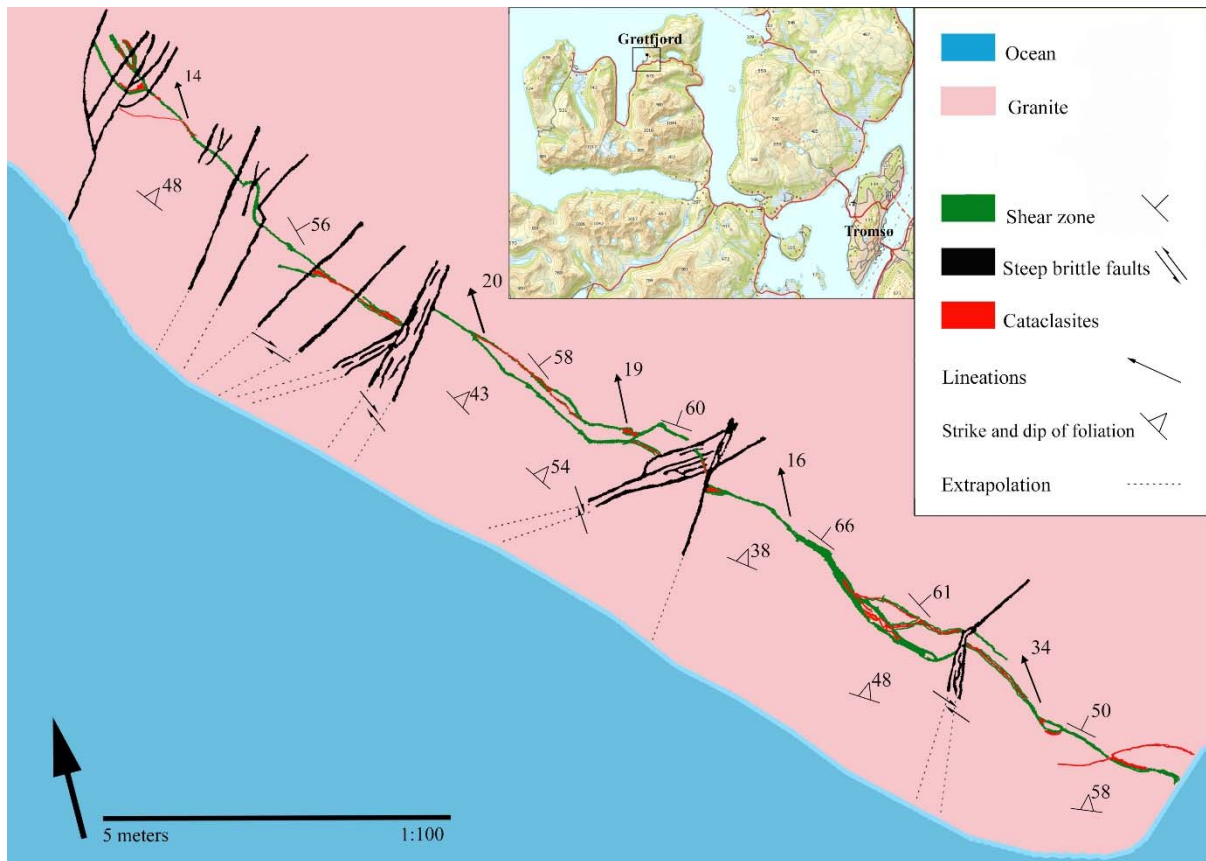 Grøtfjord
Tromsø
Ocean
Granite
Shear zone
Steep brittle faults
Cataclasites
Lineations
Strike and dip of foliation
Extrapolation
14
48
56
20
58
43
19
60
54
16
66
38
61
48
34
50
58
5 meters
1:100